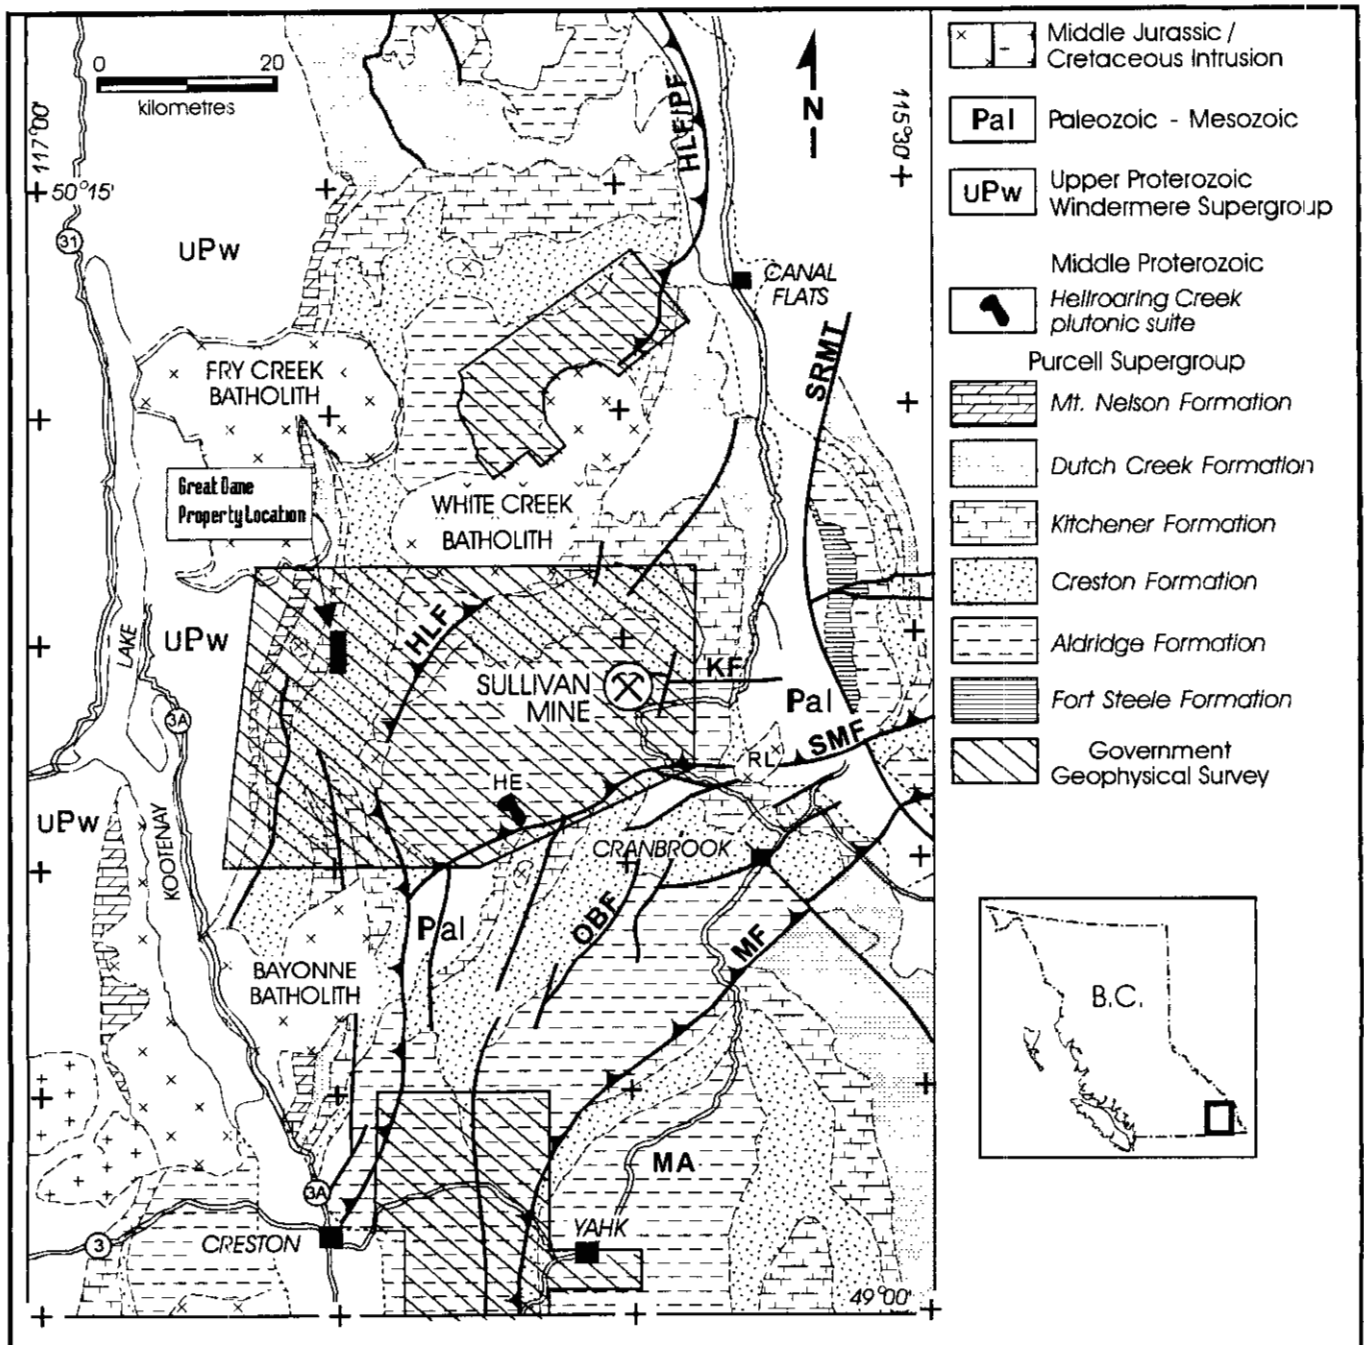 0 20
kilometres
117°00'
50°15'
115°30'
N
HLF/PF
31
UPw
CANAL
FLATS
SRMT
FRY CREEK
BATHOLITH
Great Dane
Property Location
WHITE CREEK
BATHOLITH
LAKE
UPw
HLF
SULLIVAN
MINE
KF
Pal
3A
SMF
RL
HE
UPw
KOOTENAY
CRANBROOK
Pal
OBF
MF
BAYONNE
BATHOLITH
MA
3A
3
CRESTON
YAHK
49°00'
Middle Jurassic /
Cretaceous Intrusion
Pal Paleozoic - Mesozoic
UPw Upper Proterozoic
Windermere Supergroup
Middle Proterozoic
Hellroaring Creek
plutonic suite
Purcell Supergroup
Mt. Nelson Formation
Dutch Creek Formation
Kitchener Formation
Creston Formation
Aldridge Formation
Fort Steele Formation
Government
Geophysical Survey
B.C.